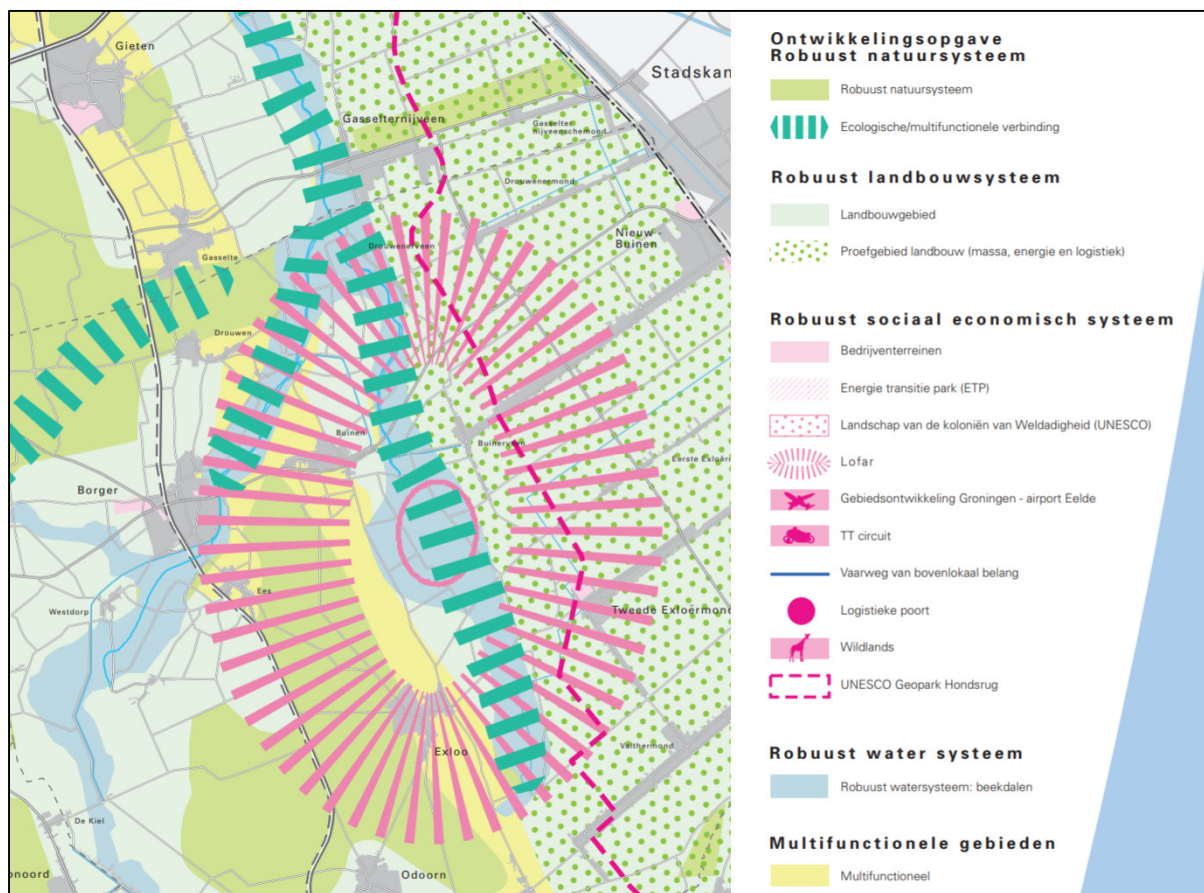 Gieten
Stadskan
Gasselternijveen
Gasselter
nijveenschemond
Drouwenermond
Nieuw -
Buinen
Drouwenerveen
Gasselte
Drouwen
Buinen
Buinerveen
Eerste Exloërm
Borger
Ees
Westdorp
Tweede Exloërmond
Exloo
Valthermond
De Kiel
onoord
Odoorn
Ontwikkelingsopgave
Robuust natuursysteem
Robuust natuursysteem
Ecologische/multifunctionele verbinding
Robuust landbouwsysteem
Landbouwgebied
Proefgebied landbouw (massa, energie en logistiek)
Robuust sociaal economisch systeem
Bedrijventerreinen
Energie transitie park (ETP)
Landschap van de koloniën van Weldadigheid (UNESCO)
Lofar
Gebiedsontwikkeling Groningen - airport Eelde
TT circuit
Vaarweg van bovenlokaal belang
Logistieke poort
Wildlands
UNESCO Geopark Hondsrug
Robuust water systeem
Robuust watersysteem: beekdalen
Multifunctionele gebieden
Multifunctioneel